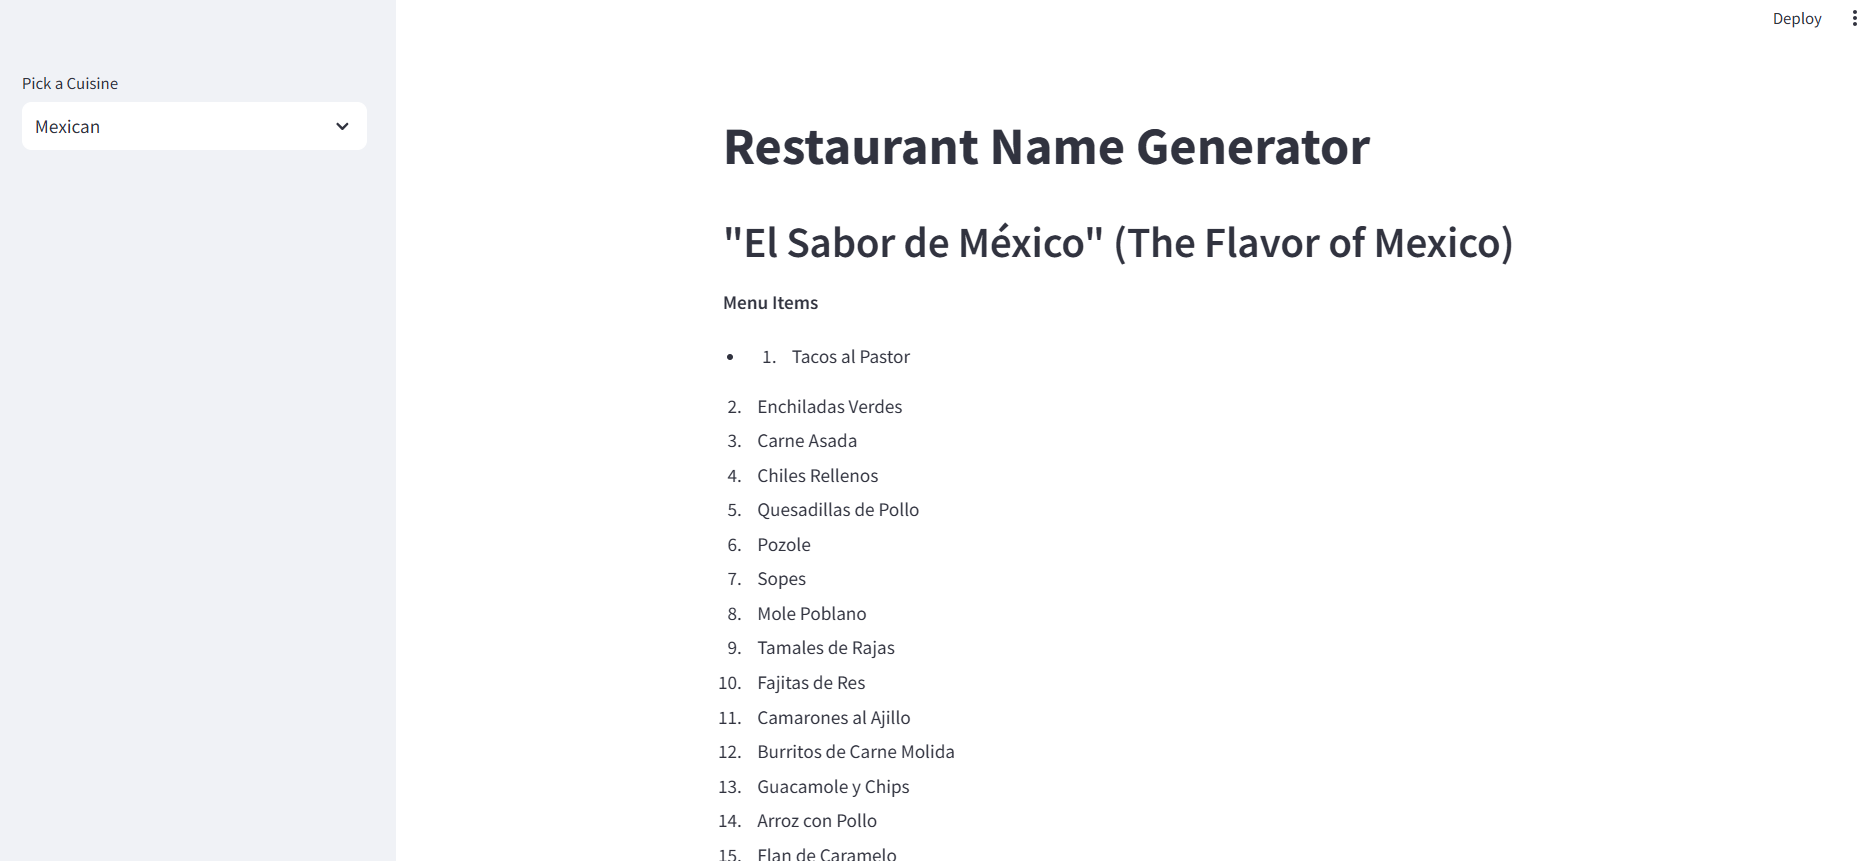 Deploy
Pick a Cuisine
Mexican
Restaurant Name Generator
"El Sabor de México" (The Flavor of Mexico)
Menu Items
• 1. Tacos al Pastor
2. Enchiladas Verdes
3. Carne Asada
4. Chiles Rellenos
5. Quesadillas de Pollo
6. Pozole
7. Sopes
8. Mole Poblano
9. Tamales de Rajas
10. Fajitas de Res
11. Camarones al Ajillo
12. Burritos de Carne Molida
13. Guacamole y Chips
14. Arroz con Pollo
15. Flan de Caramelo